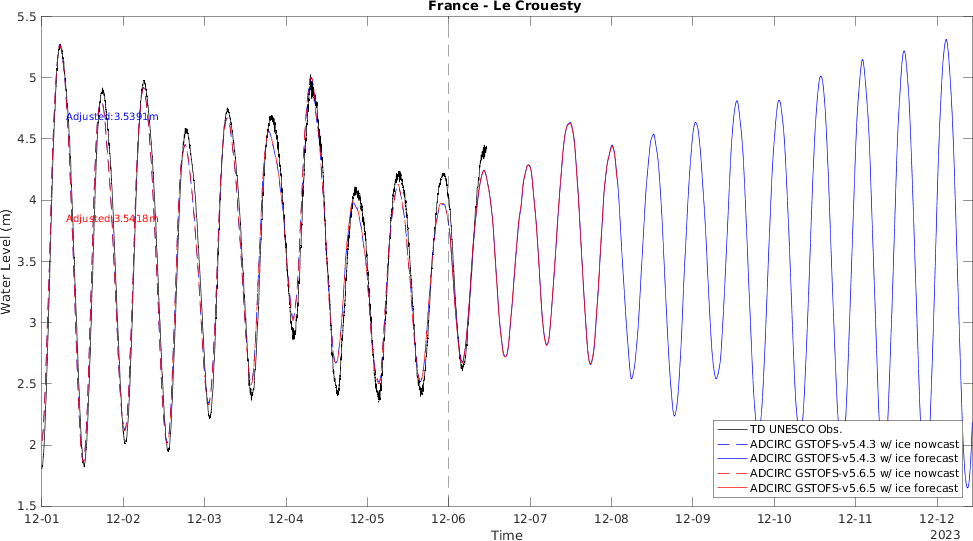 France - Le Crouesty
Water Level (m)
5.5
5
4.5
4
3.5
3
2.5
2
1.5
Adjusted:3.5391m
Adjusted:3.5418m
TD UNESCO Obs.
ADCIRC GSTOFS-v5.4.3 w/ ice nowcast
ADCIRC GSTOFS-v5.4.3 w/ ice forecast
ADCIRC GSTOFS-v5.6.5 w/ ice nowcast
ADCIRC GSTOFS-v5.6.5 w/ ice forecast
12-01 12-02 12-03 12-04 12-05 12-06 12-07 12-08 12-09 12-10 12-11 12-12
2023
Time